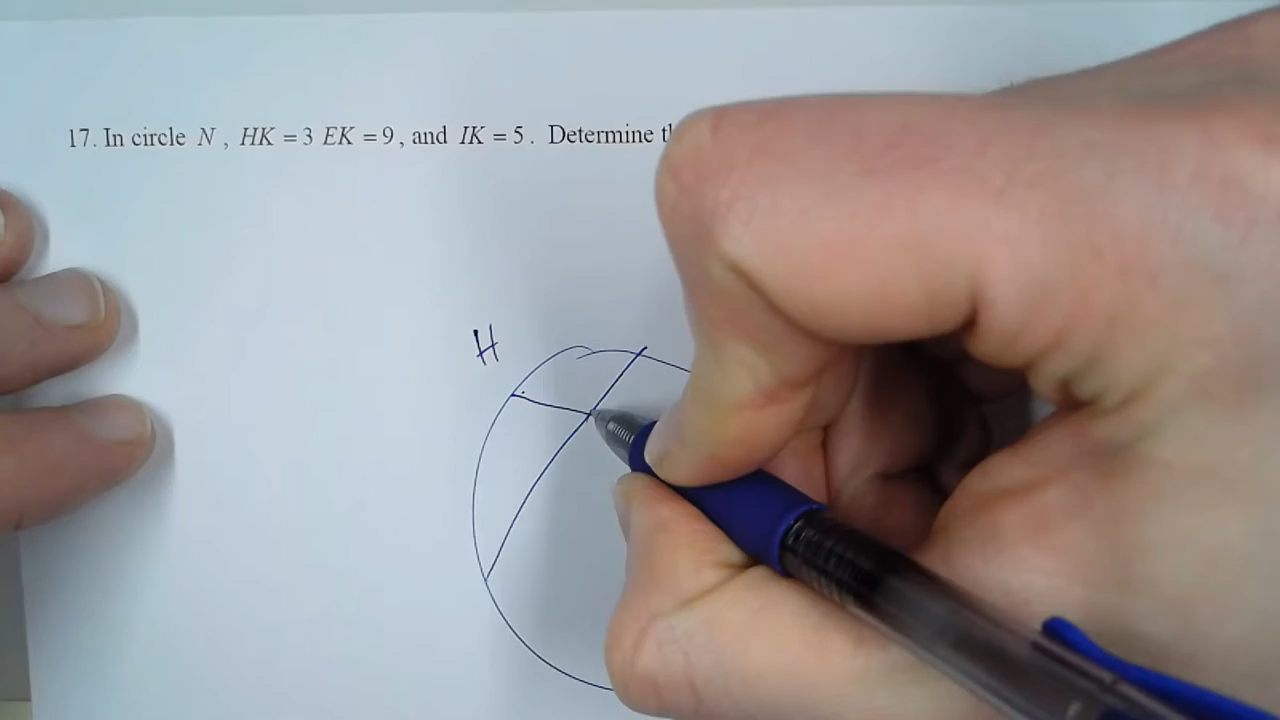 17. In circle N , HK = 3 EK = 9 , and IK = 5 . Determine
H